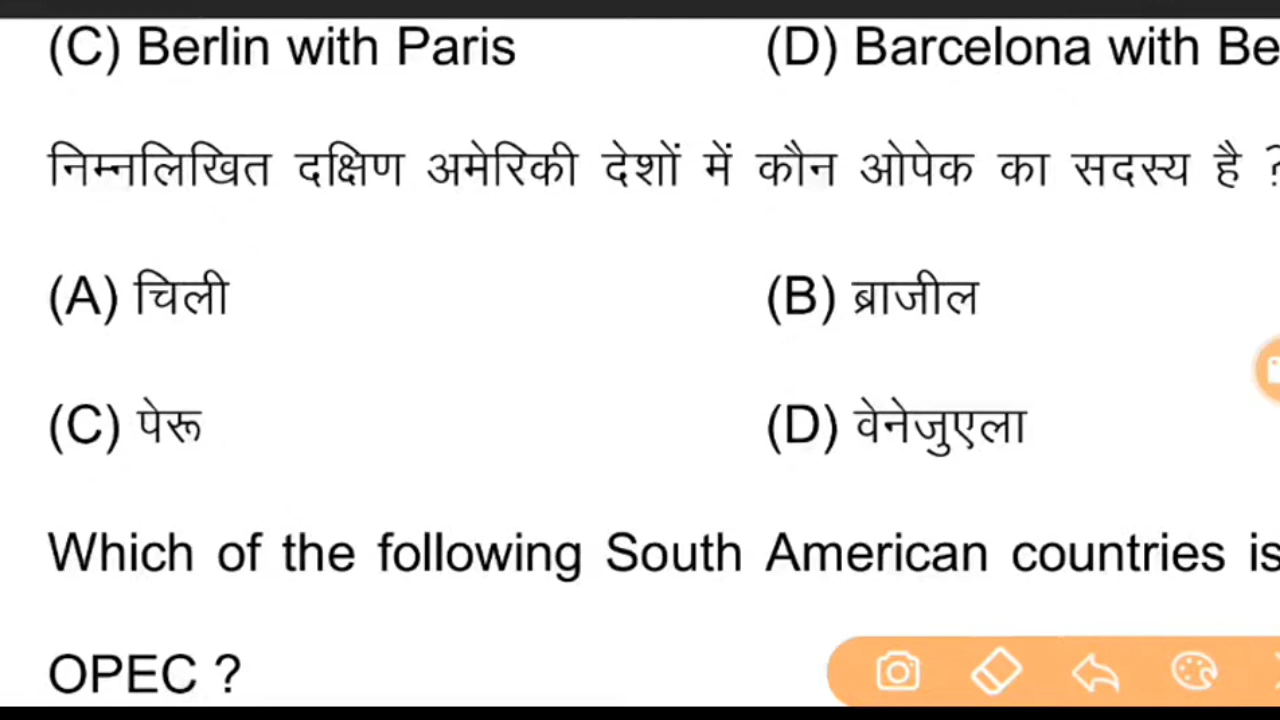 (C) Berlin with Paris (D) Barcelona with Be
निम्नलिखित दक्षिण अमेरिकी देशों में कौन ओपेक का सदस्य है ?
(A) चिली (B) ब्राजील
(C) पेरू (D) वेनेजुएला
Which of the following South American countries is
OPEC ?